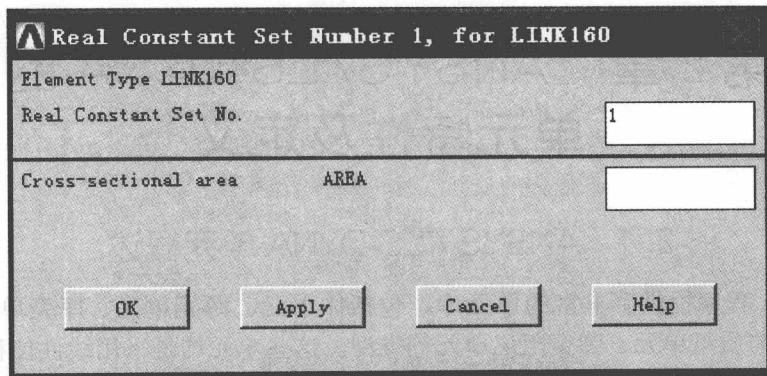 Real Constant Set Number 1, for LINK160
Element Type LINK160
Real Constant Set No.
1
Cross-sectional area AREA
OK Apply Cancel Help